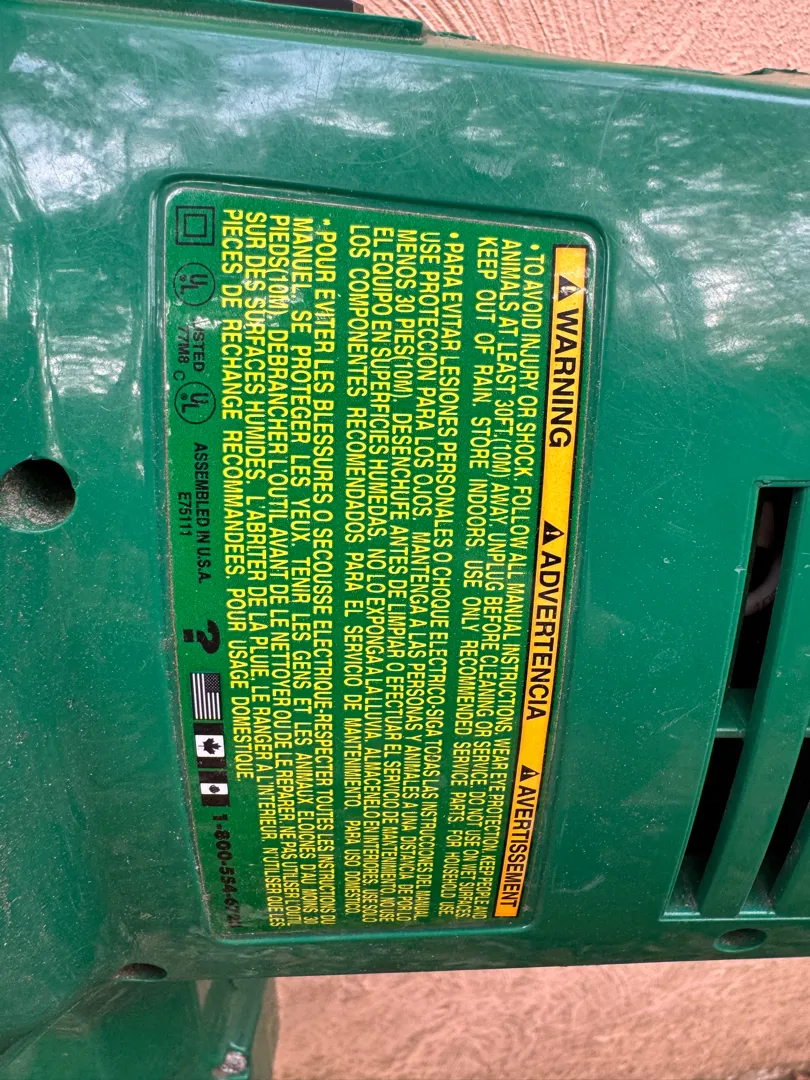 WARNING ADVERTENCIA AVERTISSEMENT
• TO AVOID INJURY OR SHOCK, FOLLOW ALL MANUAL INSTRUCTIONS, WEAR EYE PROTECTION, KEEP PEOPLE AND
ANIMALS AT LEAST 30FT.(10M) AWAY, UNPLUG BEFORE CLEANING OR SERVICE. DO NOT USE ON WET SURFACES.
KEEP OUT OF RAIN. STORE INDOORS. USE ONLY RECOMMENDED SERVICE PARTS. FOR HOUSEHOLD USE
• PARA EVITAR LESIONES PERSONALES O CHOQUE ELECTRICO-SIGA TODAS LAS INSTRUCCIONES DEL MANUAL,
USE PROTECCION PARA LOS OJOS, MANTENGA A LAS PERSONAS Y ANIMALES A UNA DISTANCIA DE POR LO
MENOS 30 PIES(10M), DESENCHUFE ANTES DE LIMPIAR O EFECTUAR EL SERVICIO DE MANTENIMIENTO. NO USE
EL EQUIPO EN SUPERFICIES HUMEDAS. NO LO EXPONGA A LA LLUVIA. ALMACENELO EN INTERIORES. USE SOLO
LOS COMPONENTES RECOMENDADOS PARA EL SERVICIO DE MANTENIMIENTO. PARA USO DOMESTICO.
• POUR EVITER LES BLESSURES O SECOUSSE ELECTRIQUE-RESPECTER TOUTES LES INSTRUCTIONS DU
MANUEL, SE PROTEGER LES YEUX. TENIR LES GENS ET LES ANIMAUX ELOIGNES D'AU MOINS 30
PIEDS(10M), DEBRANCHER L'OUTIL AVANT DE LE NETTOYER OU DE LE REPARER. NE PAS UTILISER L'OUTIL
SUR DES SURFACES HUMIDES. L'ABRITER DE LA PLUIE. LE RANGER A L'INTERIEUR. N'UTILISER QUE LES
PIECES DE RECHANGE RECOMMANDEES. POUR USAGE DOMESTIQUE
UL LISTED 77M8 C UL ASSEMBLED IN U.S.A. ? 1-800-554-6721
E75111